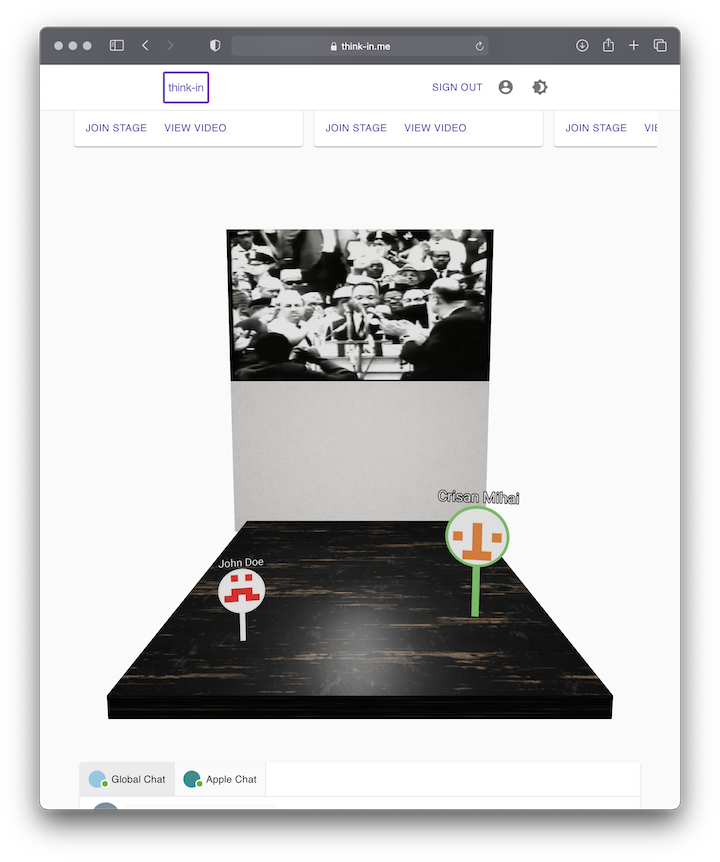 think-in.me
think-in
SIGN OUT
JOIN STAGE VIEW VIDEO
JOIN STAGE VIEW VIDEO
JOIN STAGE
Crisan Mihai
John Doe
Global Chat
Apple Chat